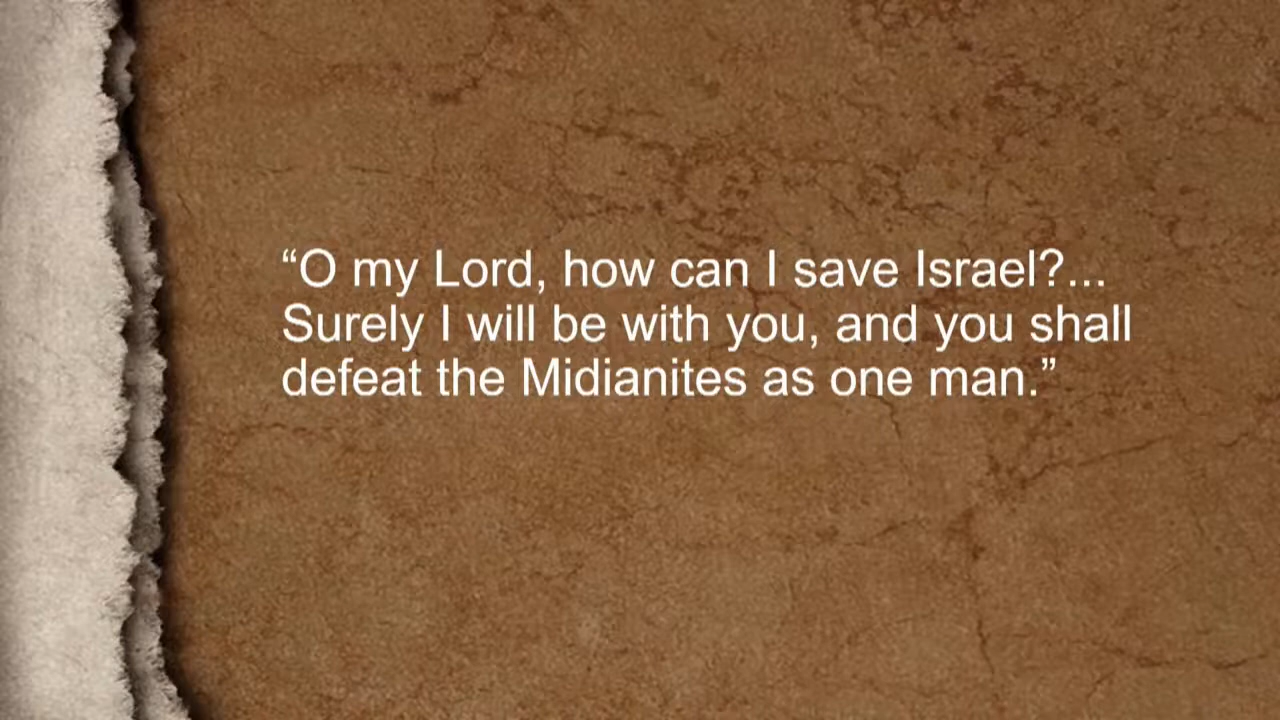 “O my Lord, how can I save Israel?...
Surely I will be with you, and you shall
defeat the Midianites as one man.”